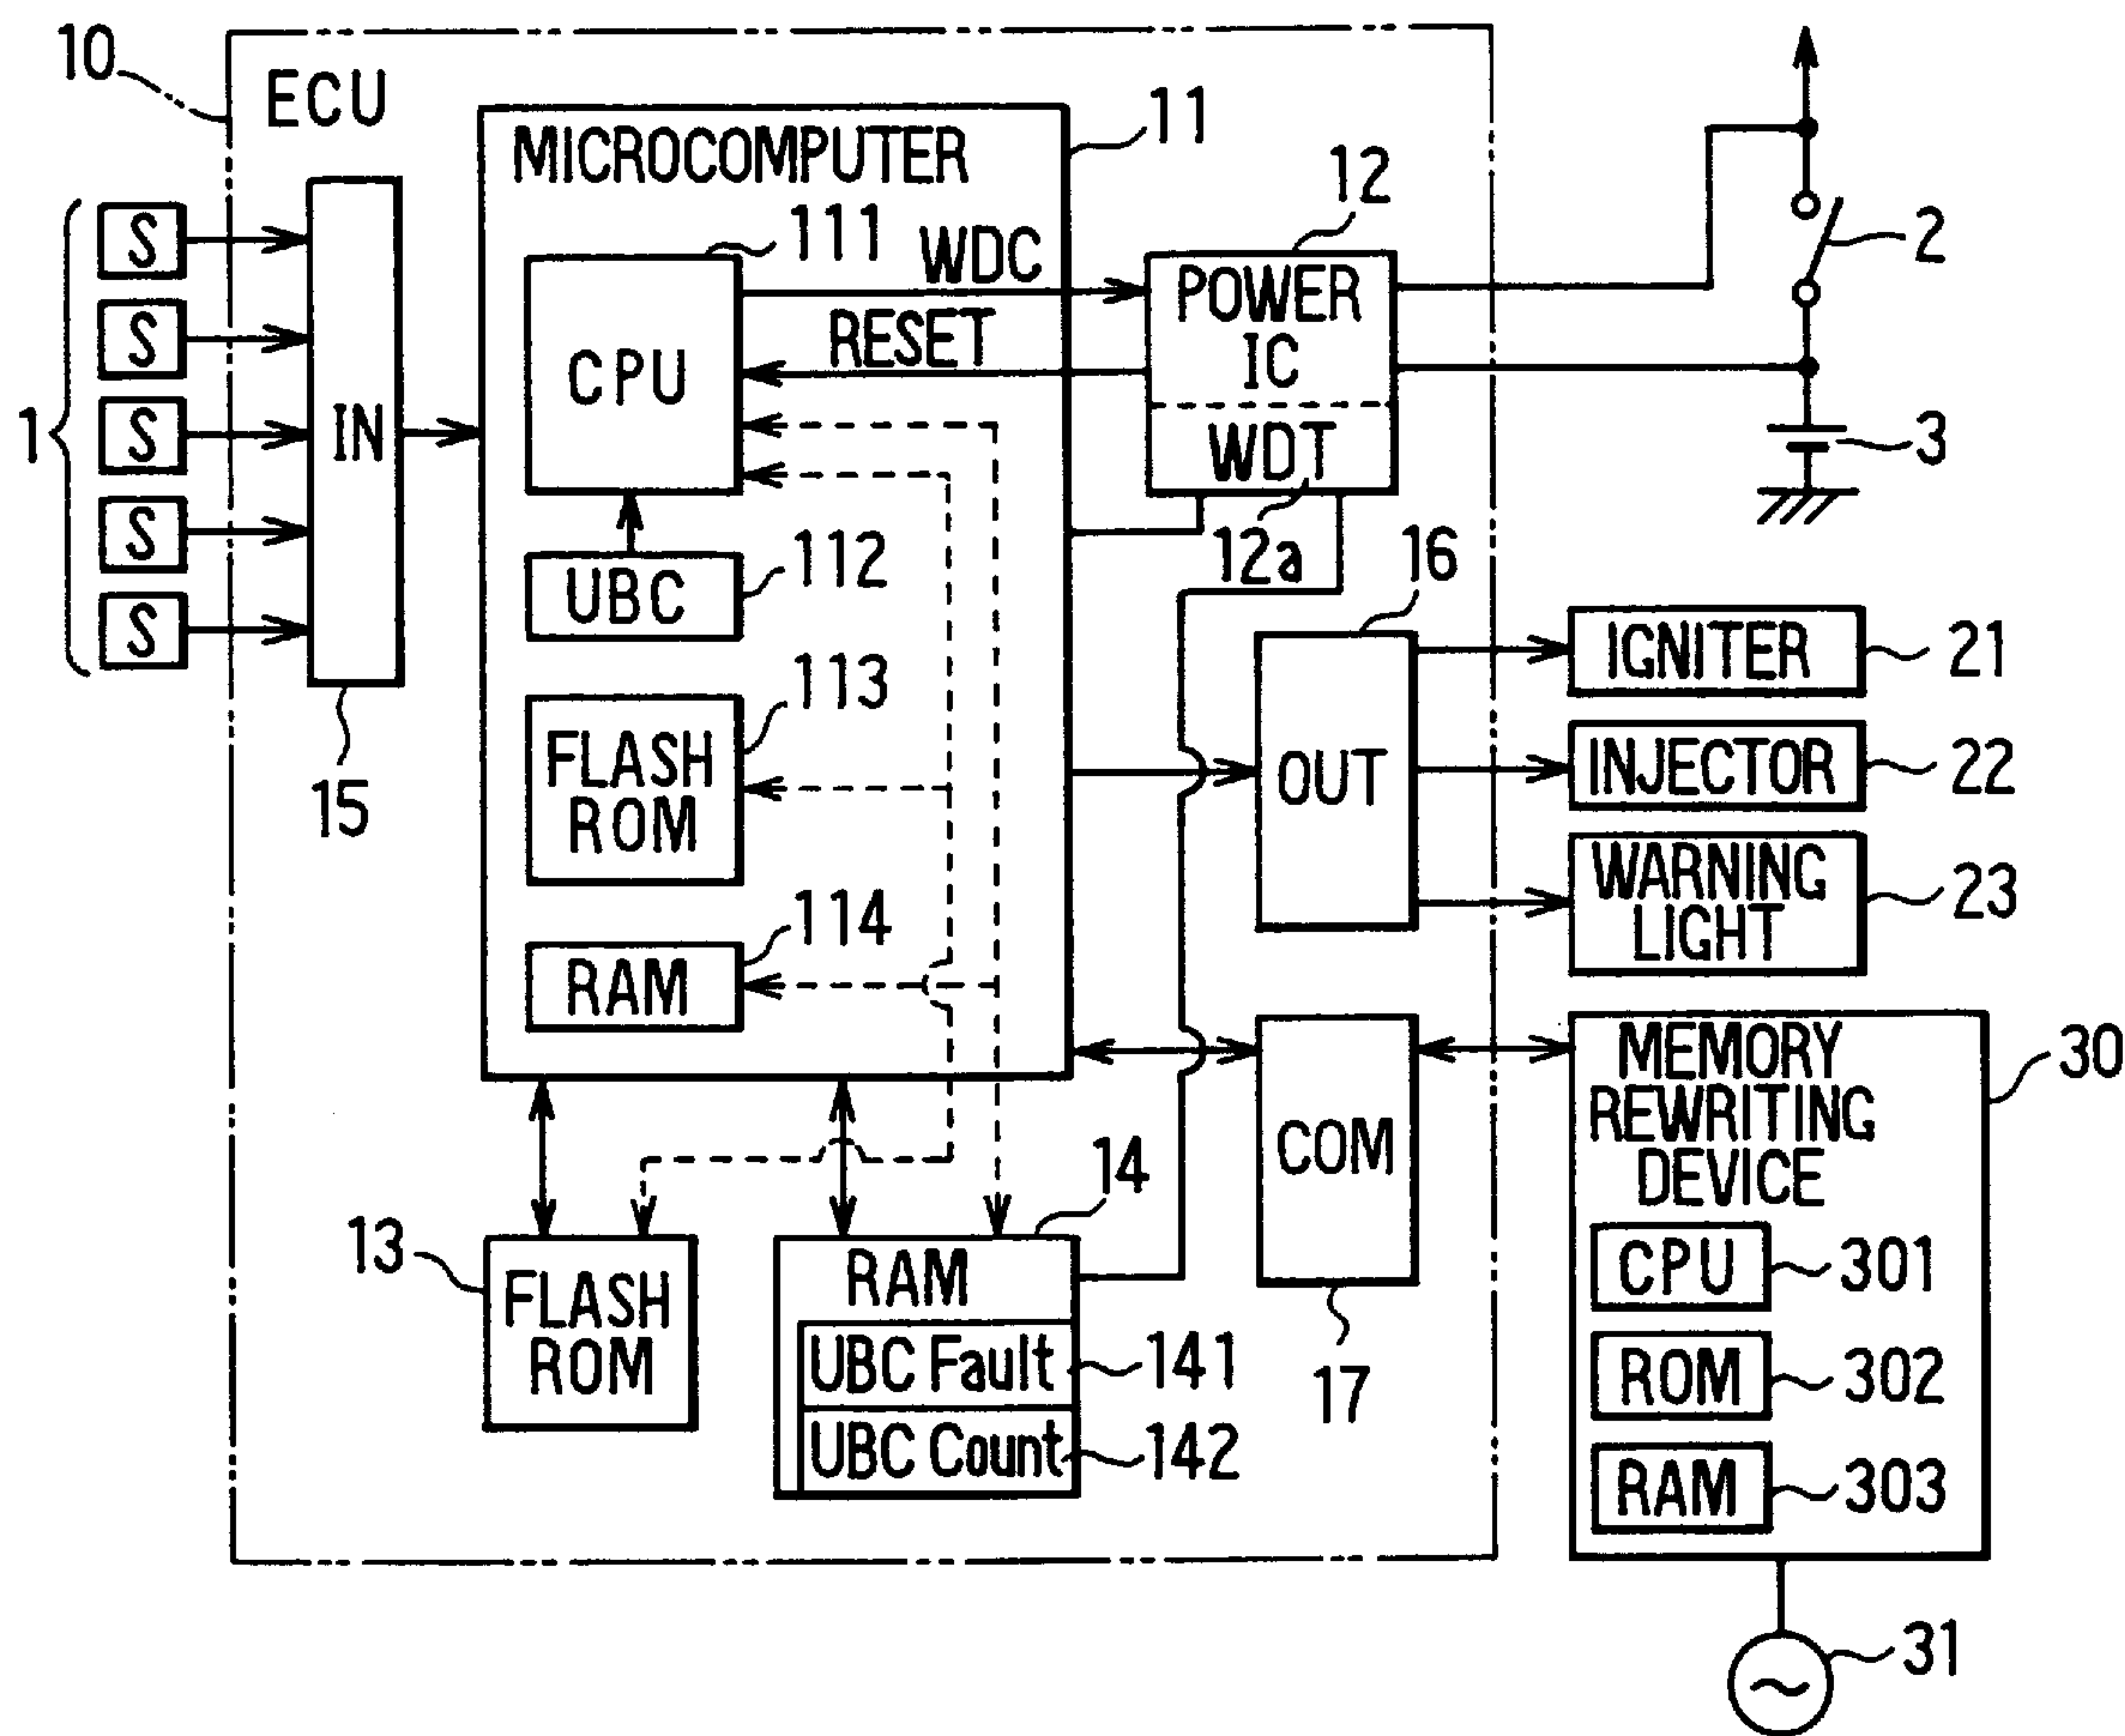 10
ECU
MICROCOMPUTER
11
12
111
WDC
RESET
CPU
POWER
IC
WDT
12a
2
3
1
S
S
S
S
S
IN
15
UBC
112
113
FLASH
ROM
114
RAM
16
OUT
IGNITER
21
INJECTOR
22
WARNING
LIGHT
23
COM
17
MEMORY
REWRITING
DEVICE
30
CPU
301
ROM
302
RAM
303
31
13
FLASH
ROM
14
RAM
UBC Fault
141
UBC Count
142